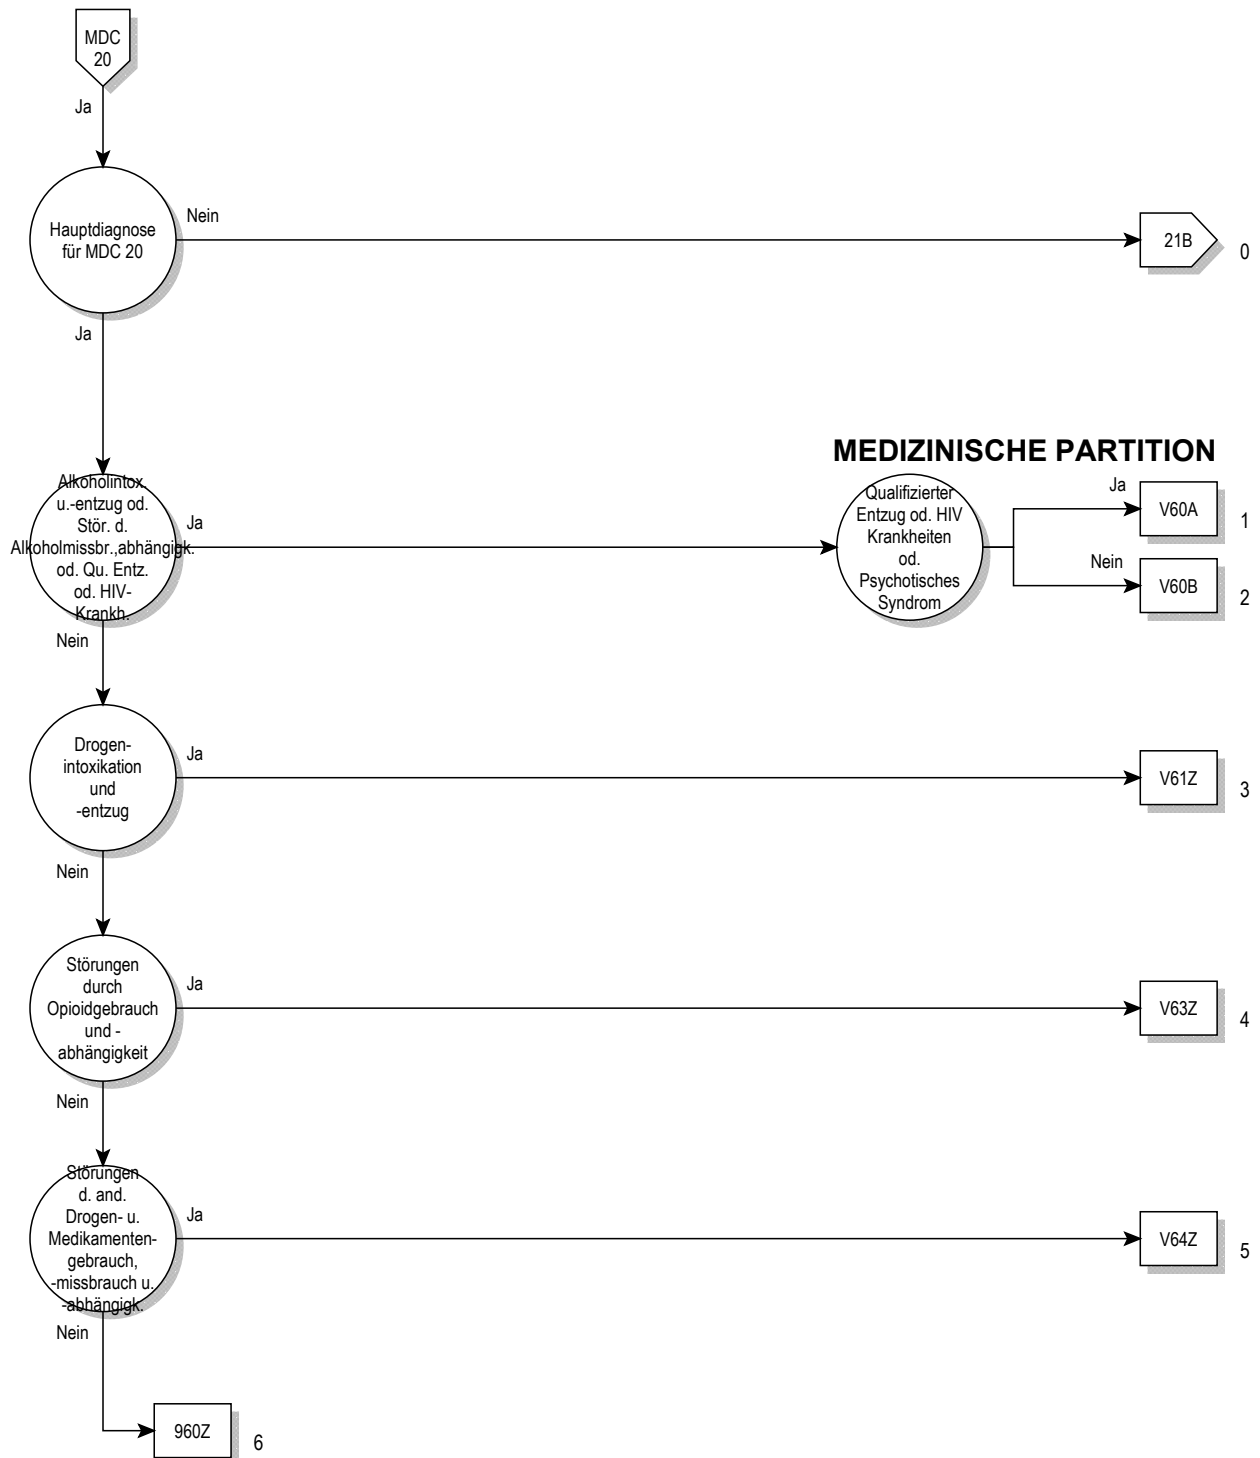 MDC
20
Ja
Hauptdiagnose
für MDC 20
Nein
21B
0
Ja
MEDIZINISCHE PARTITION
Alkoholintox.
u.-entzug od.
Stör. d.
Alkoholmissbr.,abhängigk.
od. Qu. Entz.
od. HIV-
Krankh.
Ja
Qualifizierter
Entzug od. HIV
Krankheiten
od.
Psychotisches
Syndrom
Ja
V60A
1
Nein
V60B
2
Nein
Drogen-
intoxikation
und
-entzug
Ja
V61Z
3
Nein
Störungen
durch
Opioidgebrauch
und -
abhängigkeit
Ja
V63Z
4
Nein
Störungen
d. and.
Drogen- u.
Medikamenten-
gebrauch,
-missbrauch u.
-abhängigk.
Ja
V64Z
5
Nein
960Z
6